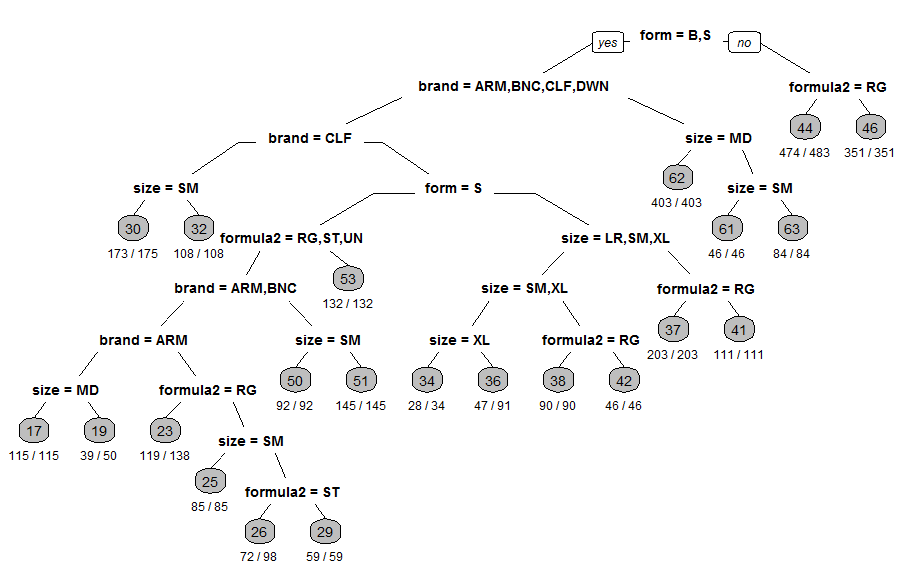 yes form = B,S no
brand = ARM,BNC,CLF,DWN formula2 = RG
44 46
brand = CLF size = MD
474 / 483 351 / 351
62
size = SM form = S size = SM
403 / 403
30 32 61 63
formula2 = RG,ST,UN size = LR,SM,XL
173 / 175 108 / 108 46 / 46 84 / 84
53
brand = ARM,BNC size = SM,XL formula2 = RG
132 / 132
37 41
brand = ARM size = SM size = XL formula2 = RG
203 / 203 111 / 111
50 51 34 36 38 42
size = MD formula2 = RG
92 / 92 145 / 145 28 / 34 47 / 91 90 / 90 46 / 46
17 19 23
size = SM
115 / 115 39 / 50 119 / 138
25
formula2 = ST
85 / 85
26 29
72 / 98 59 / 59